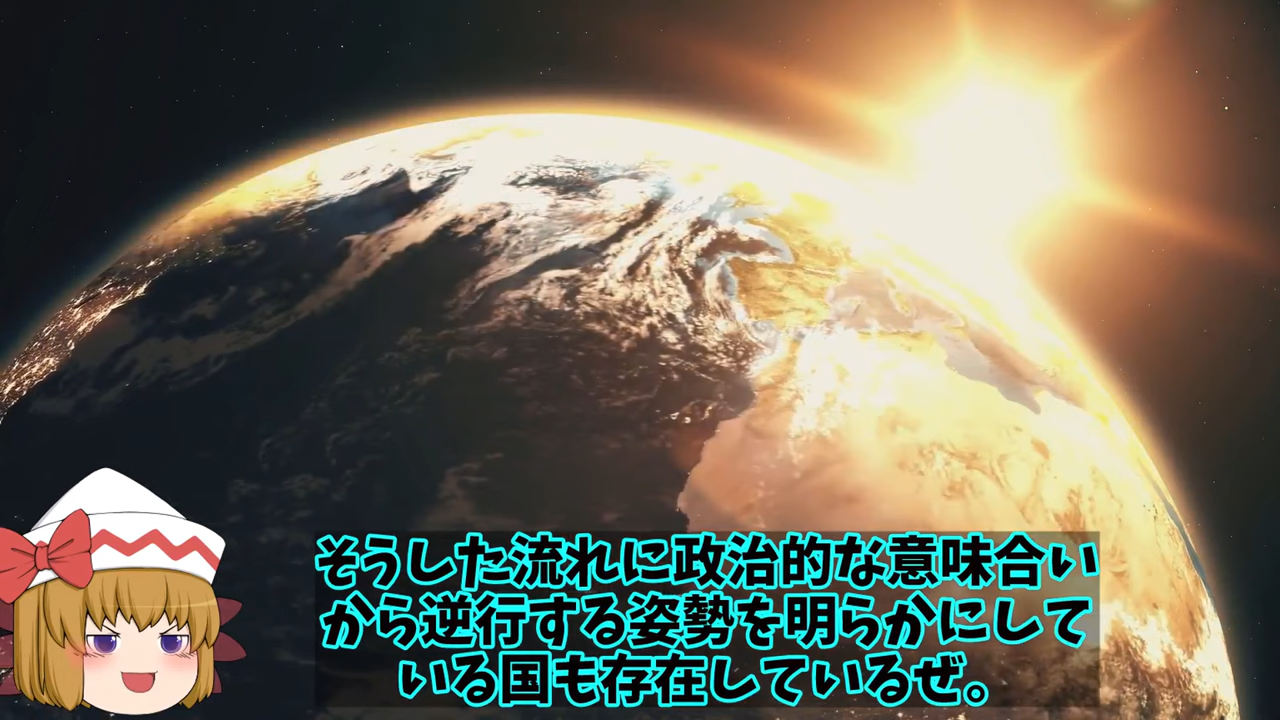 そうした流れに政治的な意味合い
から逆行する姿勢を明らかにして
いる国も存在しているぜ。